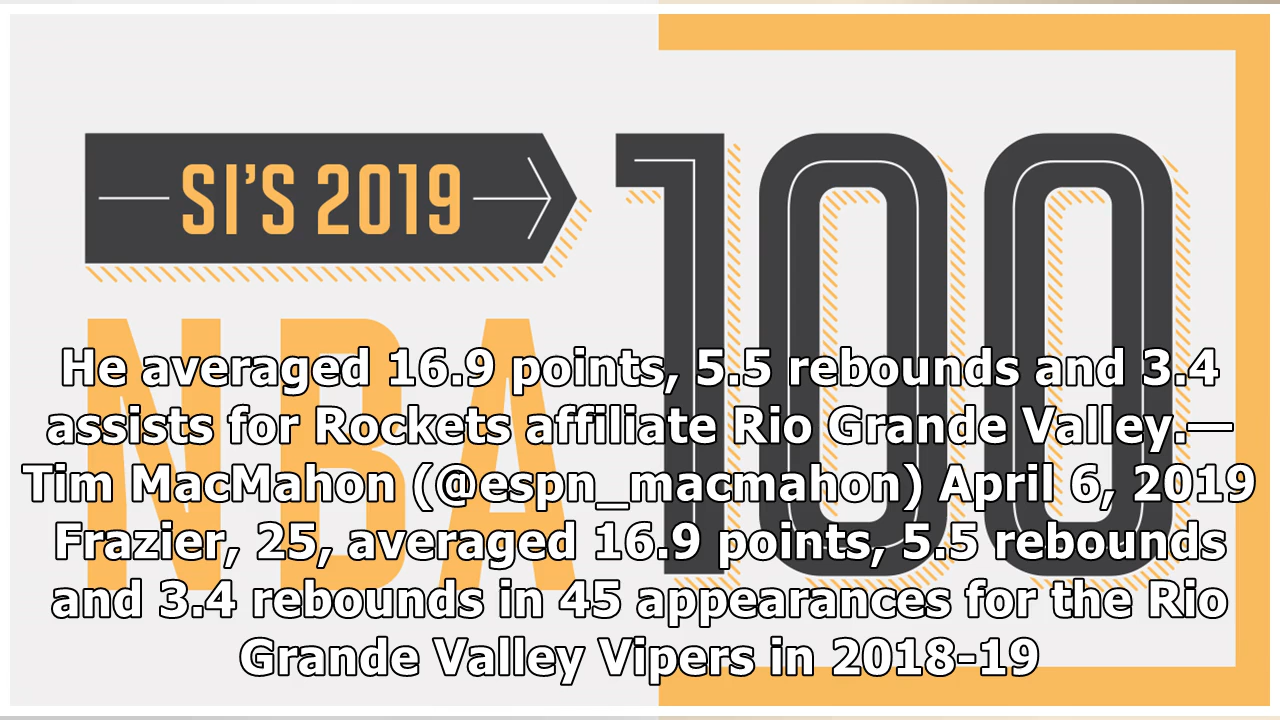 SI'S 2019
100
NBA
He averaged 16.9 points, 5.5 rebounds and 3.4
assists for Rockets affiliate Rio Grande Valley.—
Tim MacMahon (@espn_macmahon) April 6, 2019
Frazier, 25, averaged 16.9 points, 5.5 rebounds
and 3.4 rebounds in 45 appearances for the Rio
Grande Valley Vipers in 2018-19